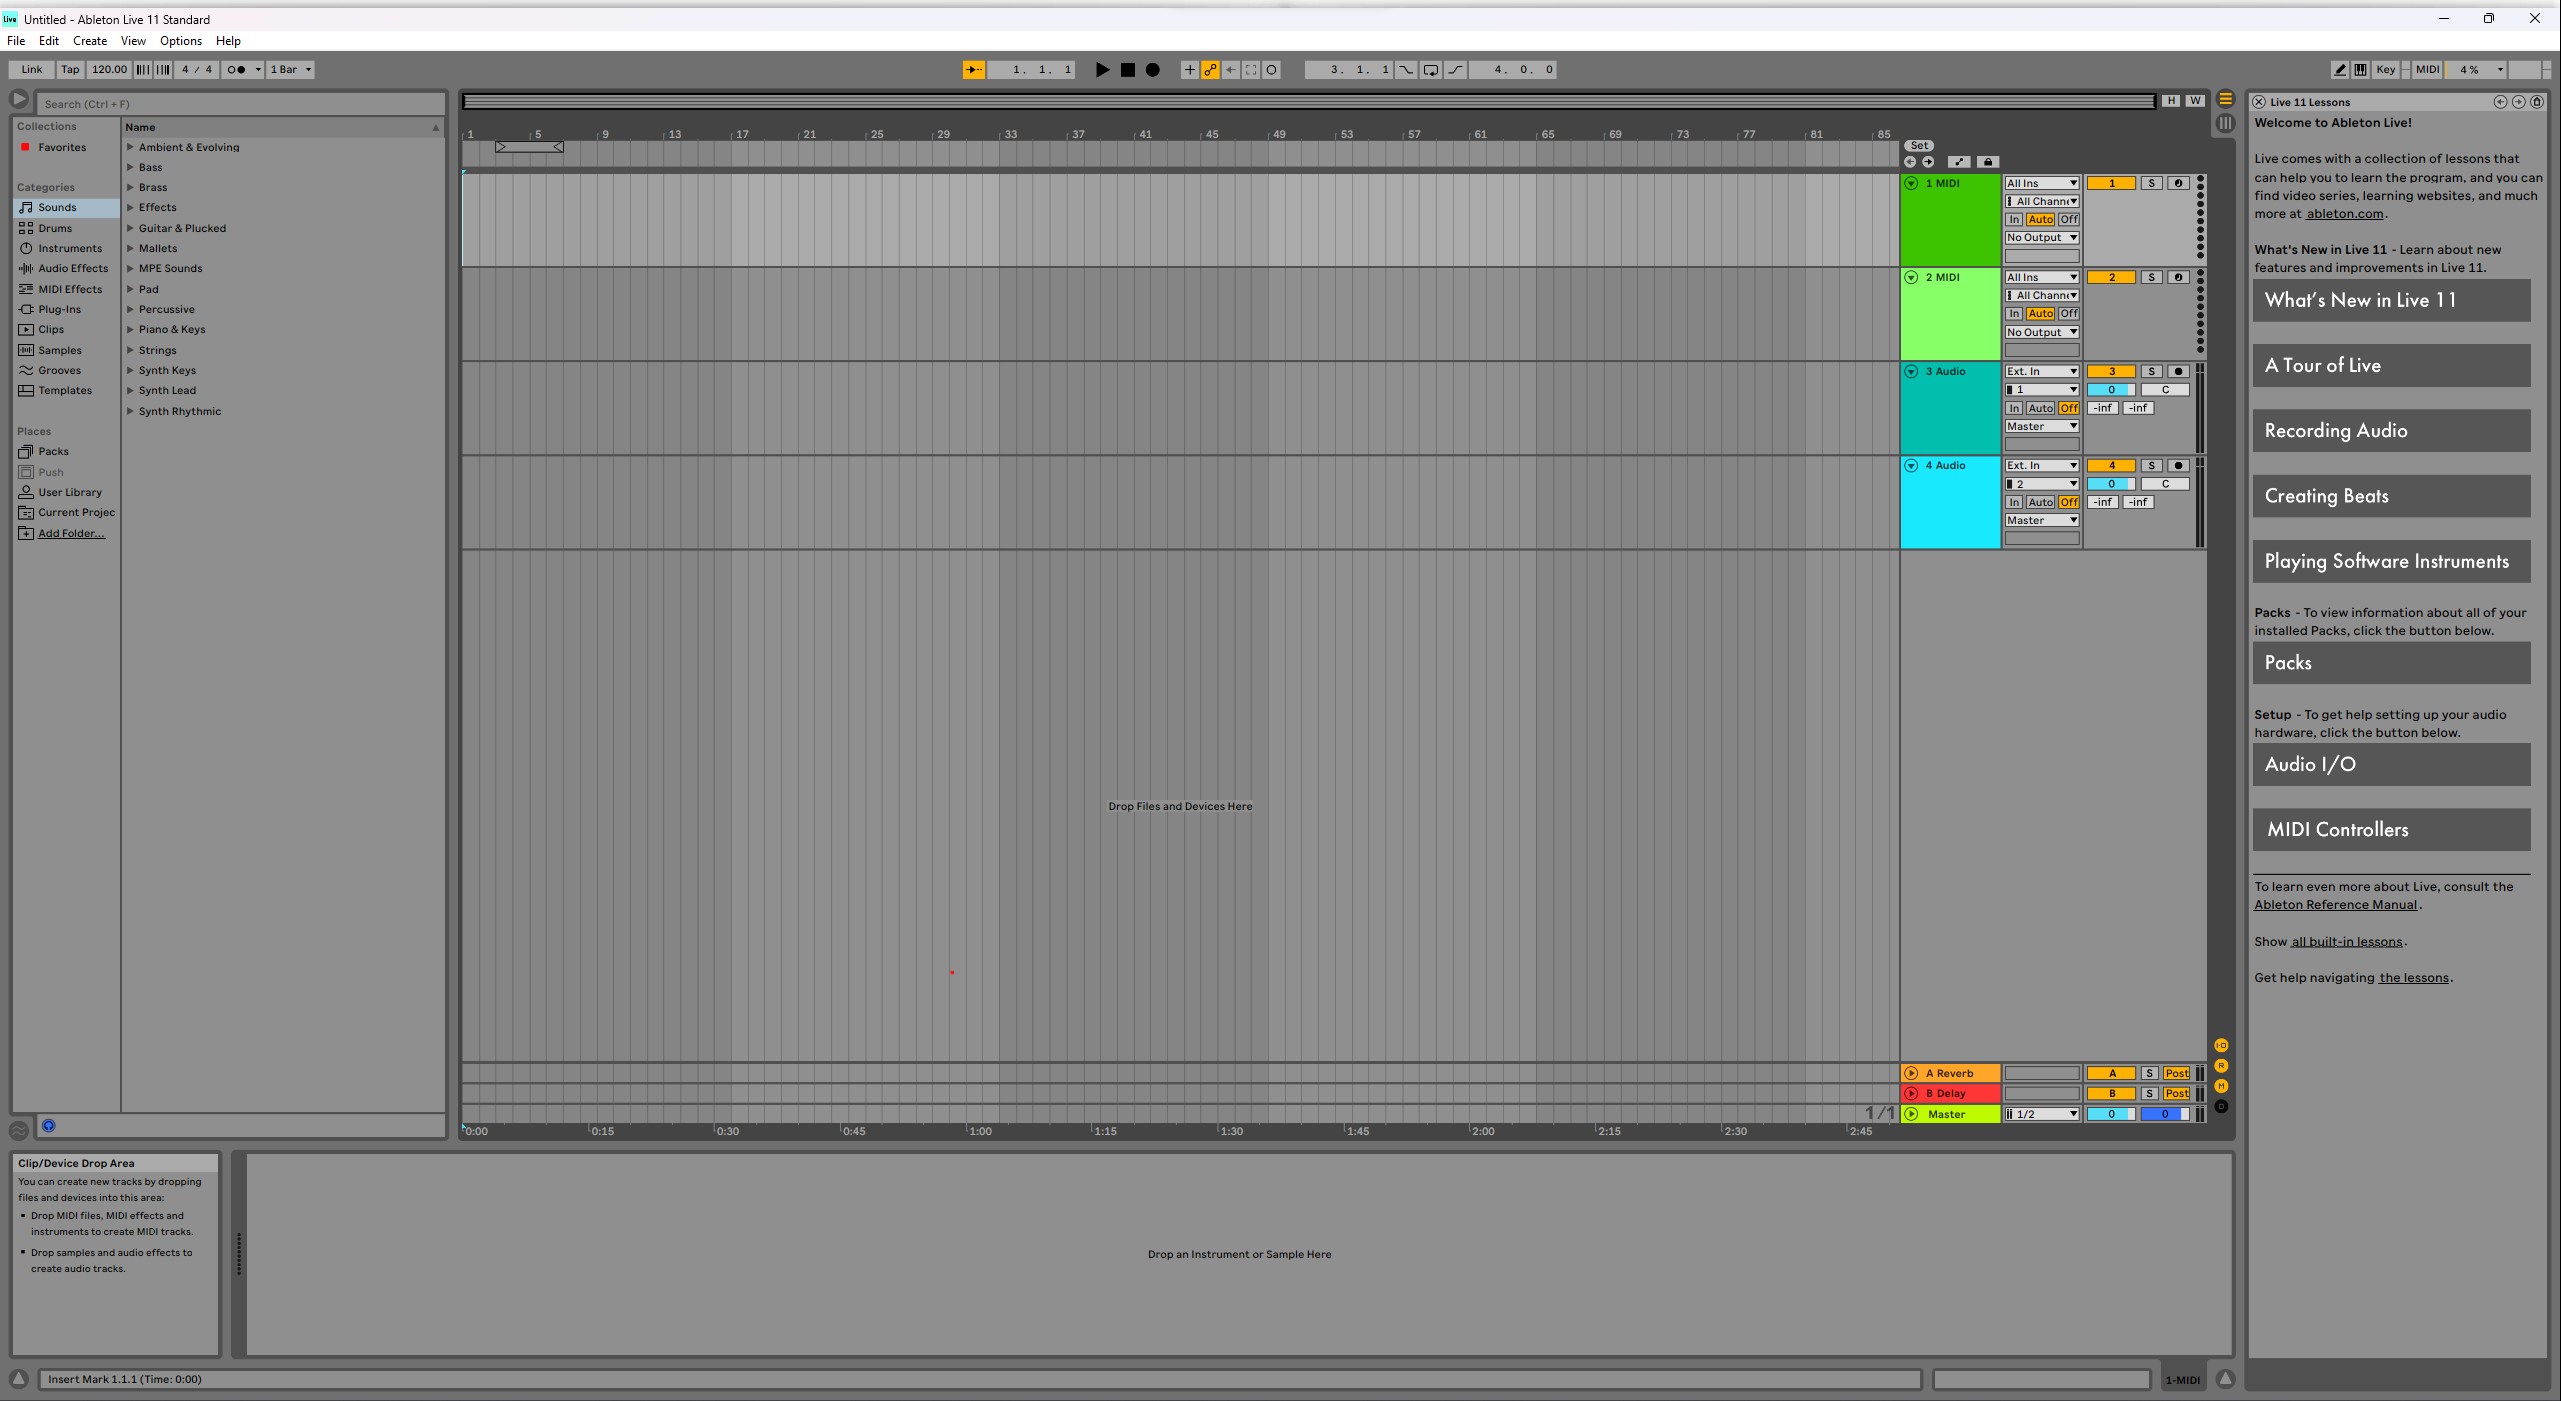 Untitled - Ableton Live 11 Standard
File Edit Create View Options Help
Link Tap 120.00 4 / 4 1 Bar 1. 1. 1 3. 1. 1 4. 0. 0 Key MIDI 4 %
Search (Ctrl + F)
Collections
Favorites
Categories
Sounds
Drums
Instruments
Audio Effects
MIDI Effects
Plug-Ins
Clips
Samples
Grooves
Templates
Places
Packs
Push
User Library
Current Projec
Add Folder...
Name
Ambient & Evolving
Bass
Brass
Effects
Guitar & Plucked
Mallets
MPE Sounds
Pad
Percussive
Piano & Keys
Strings
Synth Keys
Synth Lead
Synth Rhythmic
H W
1 5 9 13 17 21 25 29 33 37 41 45 49 53 57 61 65 69 73 77 81 85
Set
1 MIDI All Ins 1 S
All Channe
In Auto Off
No Output
2 MIDI All Ins 2 S
All Channe
In Auto Off
No Output
3 Audio Ext. In 3 S
1 0 C
In Auto Off -inf -inf
Master
4 Audio Ext. In 4 S
2 0 C
In Auto Off -inf -inf
Master
Drop Files and Devices Here
I·O
R
M
D
A Reverb A S Post
B Delay B S Post
1/1 Master 1/2 0 0
0:00 0:15 0:30 0:45 1:00 1:15 1:30 1:45 2:00 2:15 2:30 2:45
Live 11 Lessons
Welcome to Ableton Live!
Live comes with a collection of lessons that
can help you to learn the program, and you can
find video series, learning websites, and much
more at ableton.com.
What's New in Live 11 - Learn about new
features and improvements in Live 11.
What's New in Live 11
A Tour of Live
Recording Audio
Creating Beats
Playing Software Instruments
Packs - To view information about all of your
installed Packs, click the button below.
Packs
Setup - To get help setting up your audio
hardware, click the button below.
Audio I/O
MIDI Controllers
To learn even more about Live, consult the
Ableton Reference Manual.
Show all built-in lessons.
Get help navigating the lessons.
Clip/Device Drop Area
You can create new tracks by dropping
files and devices into this area:
▪ Drop MIDI files, MIDI effects and
instruments to create MIDI tracks.
▪ Drop samples and audio effects to
create audio tracks.
Drop an Instrument or Sample Here
Insert Mark 1.1.1 (Time: 0:00)
1-MIDI